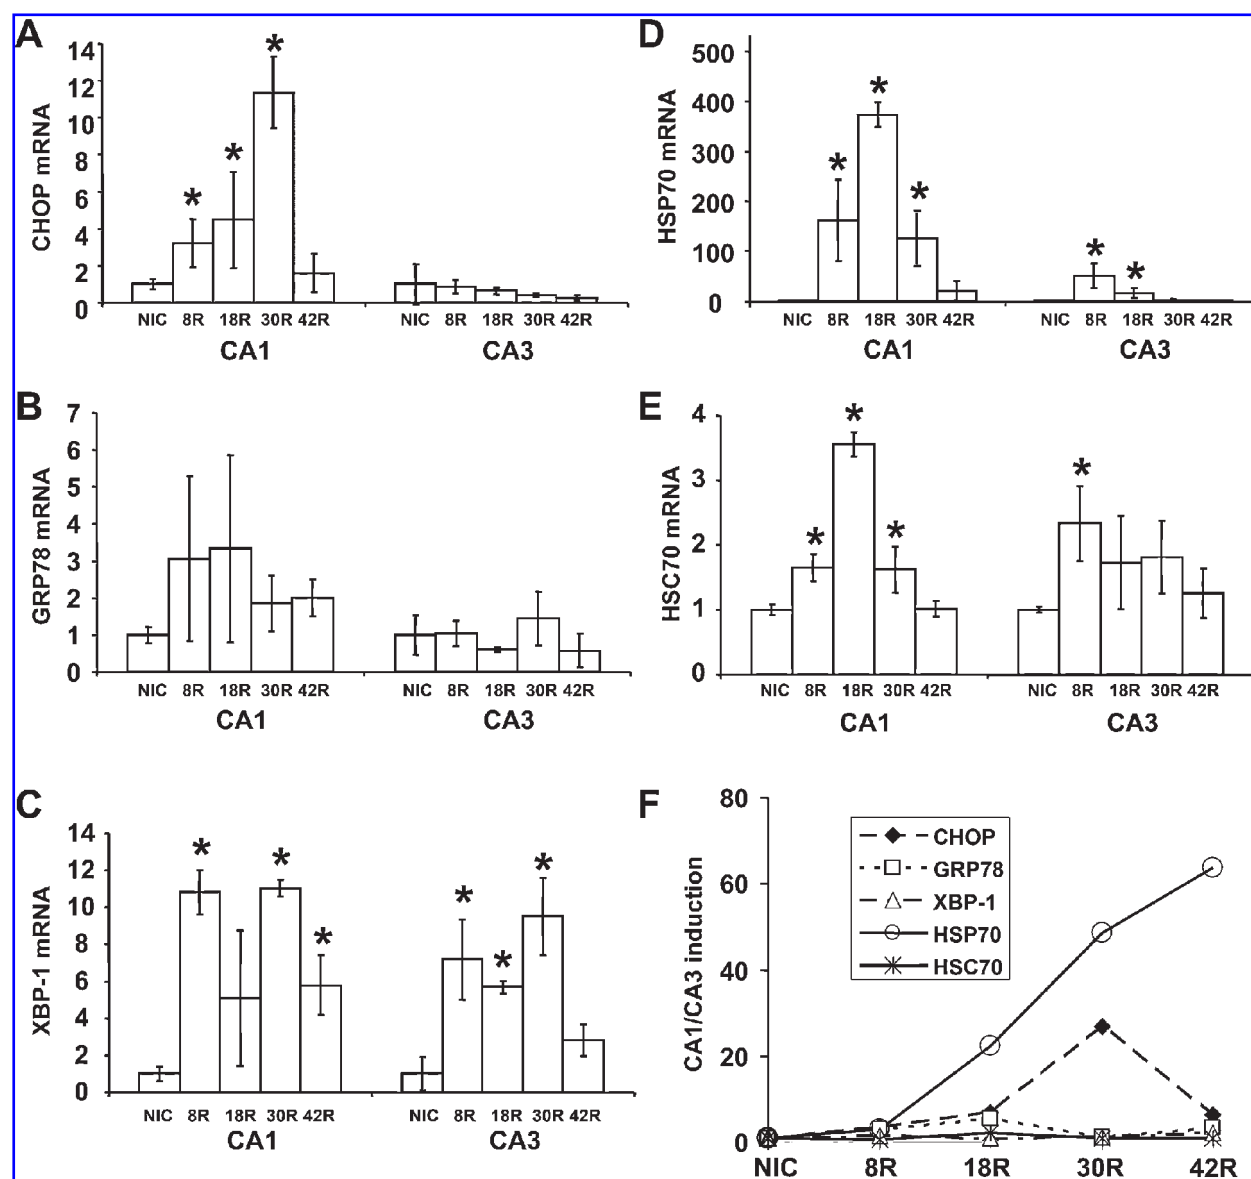 A
CHOP mRNA
14
12
10
8
6
4
2
0
* * *
NIC 8R 18R 30R 42R NIC 8R 18R 30R 42R
CA1 CA3
B
GRP78 mRNA
7
6
5
4
3
2
1
0
NIC 8R 18R 30R 42R NIC 8R 18R 30R 42R
CA1 CA3
C
XBP-1 mRNA
14
12
10
8
6
4
2
0
* * * * * *
NIC 8R 18R 30R 42R NIC 8R 18R 30R 42R
CA1 CA3
D
HSP70 mRNA
500
400
300
200
100
0
* * * * *
NIC 8R 18R 30R 42R NIC 8R 18R 30R 42R
CA1 CA3
E
HSC70 mRNA
4
3
2
1
0
* * * *
NIC 8R 18R 30R 42R NIC 8R 18R 30R 42R
CA1 CA3
F
CA1/CA3 induction
80
60
40
20
0
CHOP
GRP78
XBP-1
HSP70
HSC70
NIC 8R 18R 30R 42R